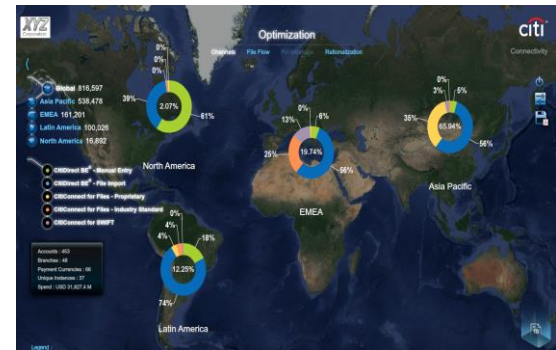 XYZ
Corporation
Optimization
citi
Channels File Flow Rationalization
Connectivity
Global 816,597
Asia Pacific 538,478
EMEA 161,201
Latin America 100,026
North America 16,892
0%
0%
0%
39%
2.07%
61%
North America
CitiDirect BE® - Manual Entry
CitiDirect BE® - File Import
CitiConnect for Files - Proprietary
CitiConnect for Files - Industry Standard
CitiConnect for SWIFT
0%
13%
6%
25%
19.74%
56%
EMEA
0%
3%
5%
35%
65.94%
56%
Asia Pacific
0%
4%
4%
18%
12.25%
74%
Latin America
Accounts : 453
Branches : 48
Payment Currencies : 66
Unique Instances : 37
Spend : USD 31,827.4 M
Legend :